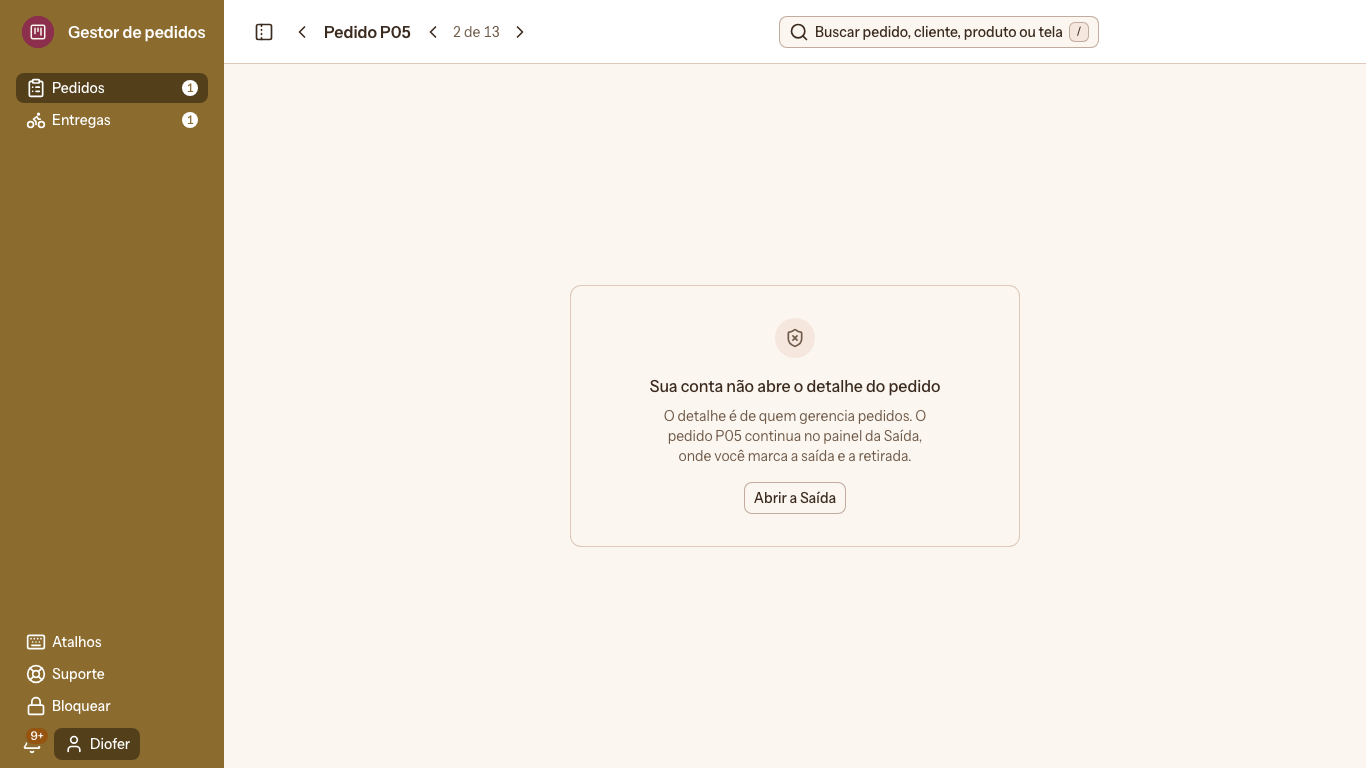 Gestor de pedidos
Pedido P05
2 de 13
Buscar pedido, cliente, produto ou tela /
Pedidos 1
Entregas 1
Sua conta não abre o detalhe do pedido
O detalhe é de quem gerencia pedidos. O
pedido P05 continua no painel da Saída,
onde você marca a saída e a retirada.
Abrir a Saída
Atalhos
Suporte
Bloquear
9+
Diofer